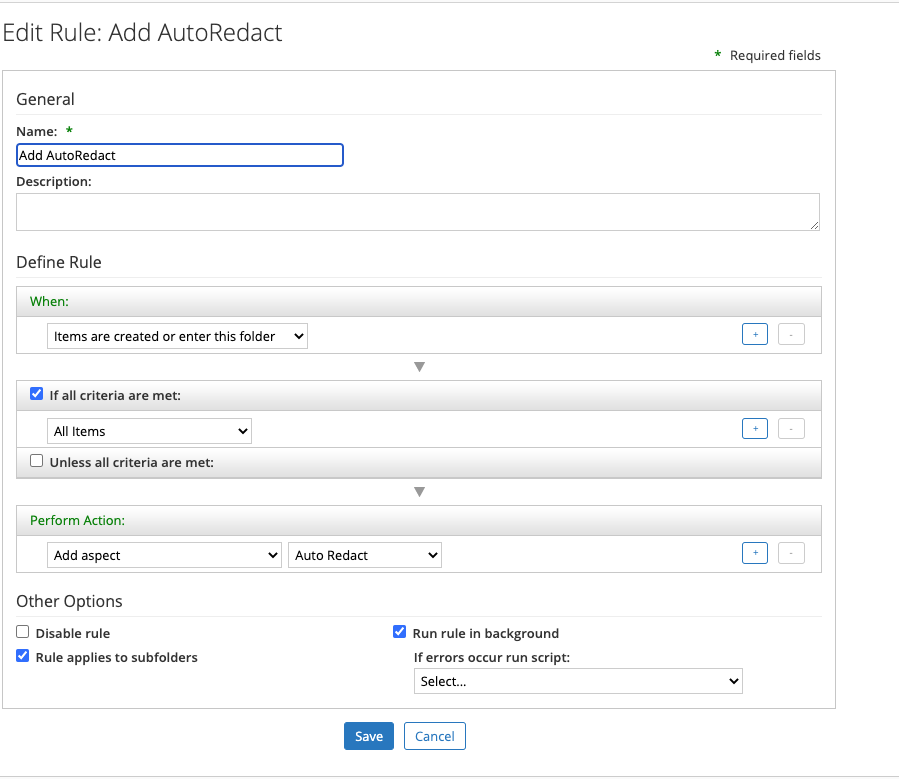 Edit Rule: Add AutoRedact
* Required fields
General
Name: *
Add AutoRedact
Description:
Define Rule
When:
Items are created or enter this folder
+ -
If all criteria are met:
All Items
+ -
Unless all criteria are met:
Perform Action:
Add aspect Auto Redact
+ -
Other Options
Disable rule
Run rule in background
Rule applies to subfolders
If errors occur run script:
Select...
Save Cancel